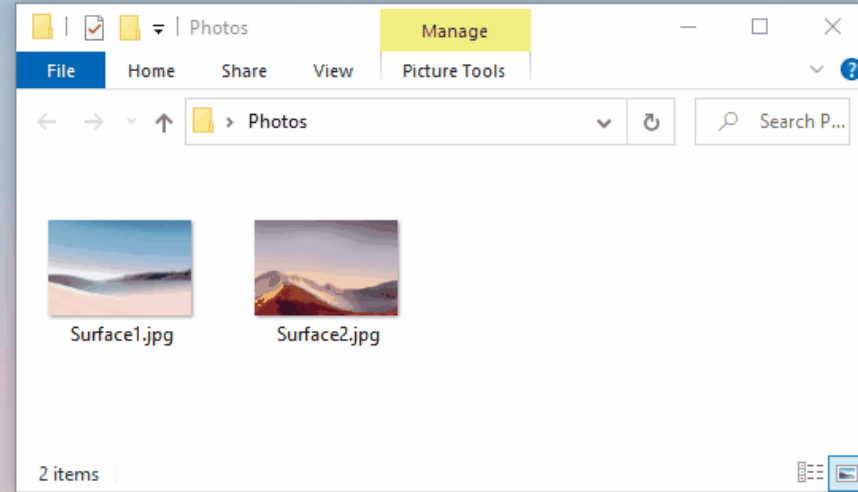 Photos
Manage
File Home Share View Picture Tools
?
Photos
Search P...
Surface1.jpg Surface2.jpg
2 items